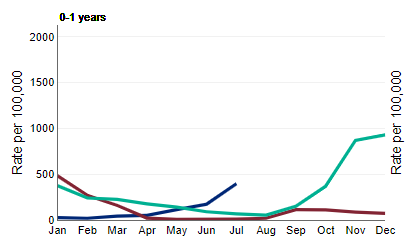 0-1 years
2000
1500
1000
500
0
Rate per 100,000
Rate per 100,000
Jan Feb Mar Apr May Jun Jul Aug Sep Oct Nov Dec